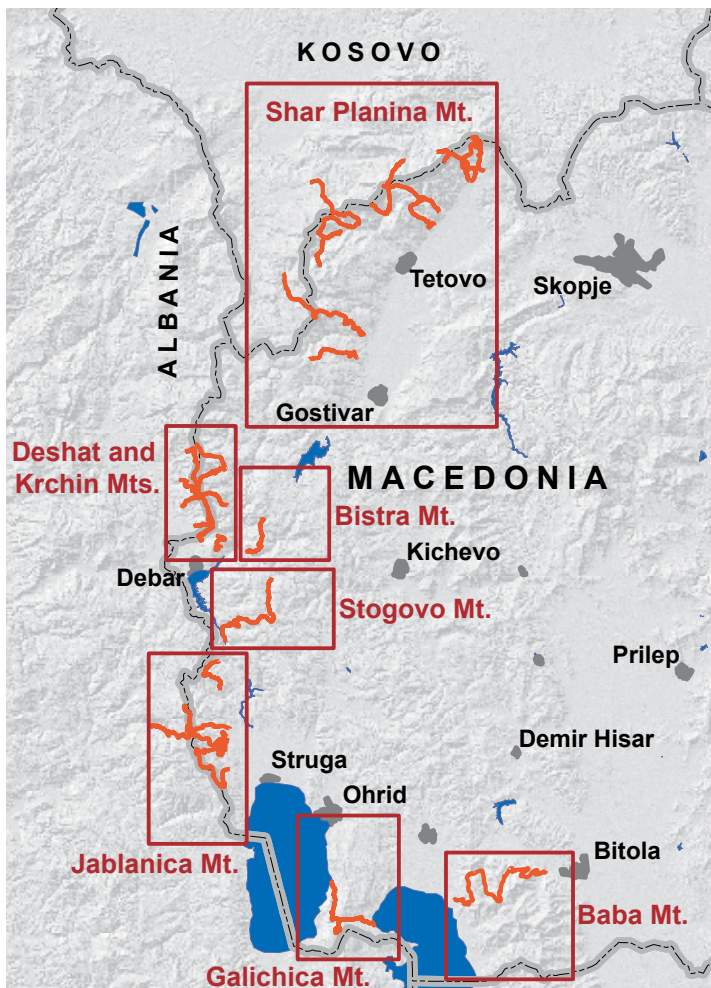 KOSOVO
Shar Planina Mt.
ALBANIA
Tetovo
Skopje
Gostivar
Deshat and
Krchin Mts.
MACEDONIA
Bistra Mt.
Kichevo
Debar
Stogovo Mt.
Prilep
Demir Hisar
Struga
Ohrid
Jablanica Mt.
Bitola
Baba Mt.
Galichica Mt.